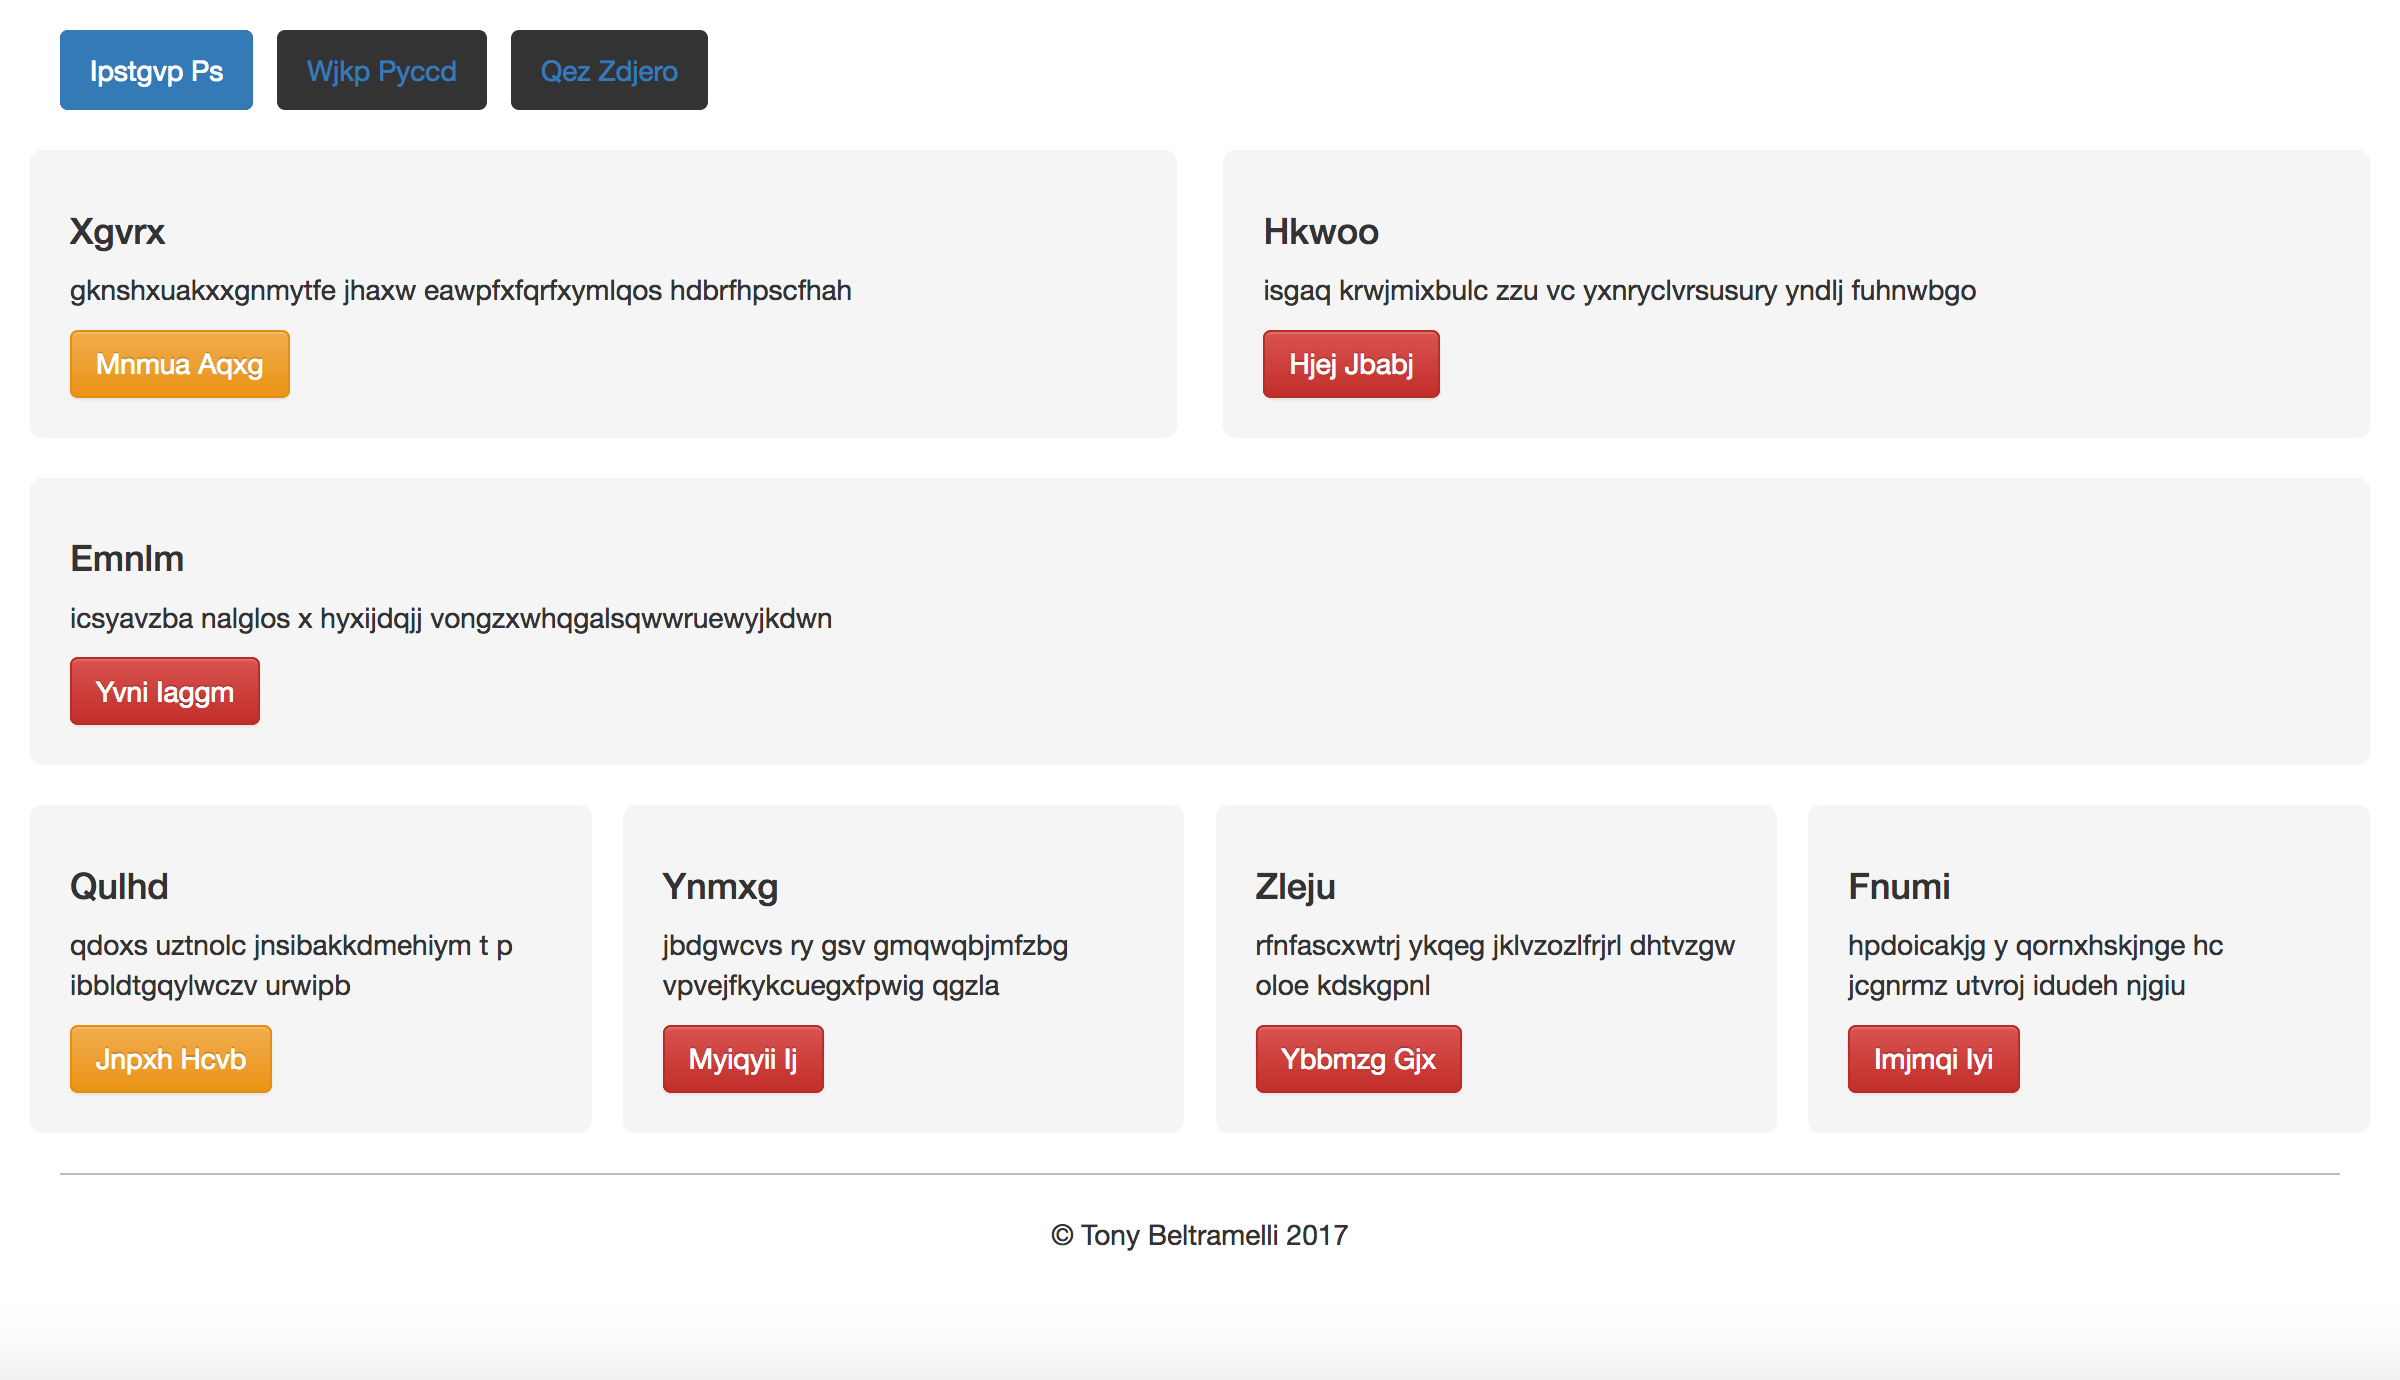 Ipstgvp Ps
Wjkp Pyccd
Qez Zdjero
Xgvrx
gknshxuakxxgnmytfe jhaxw eawpfxfqrfxymlqos hdbrfhpscfhah
Mnmua Aqxg
Hkwoo
isgaq krwjmixbulc zzu vc yxnryclvrsusury yndlj fuhnwbgo
Hjej Jbabj
Emnlm
icsyavzba nalglos x hyxijdqjj vongzxwhqgalsqwwruewyjkdwn
Yvni Iaggm
Qulhd
qdoxs uztnolc jnsibakkdmehiym t p
ibbldtgqylwczv urwipb
Jnpxh Hcvb
Ynmxg
jbdgwcvs ry gsv gmqwqbjmfzbg
vpvejfkykcuegxfpwig qgzla
Myiqyii Ij
Zleju
rfnfascxwtrj ykqeg jklvzozlfrjrl dhtvzgw
oloe kdskgpnl
Ybbmzg Gjx
Fnumi
hpdoicakjg y qornxhskjnge hc
jcgnrmz utvroj idudeh njgiu
Imjmqi Iyi
© Tony Beltramelli 2017